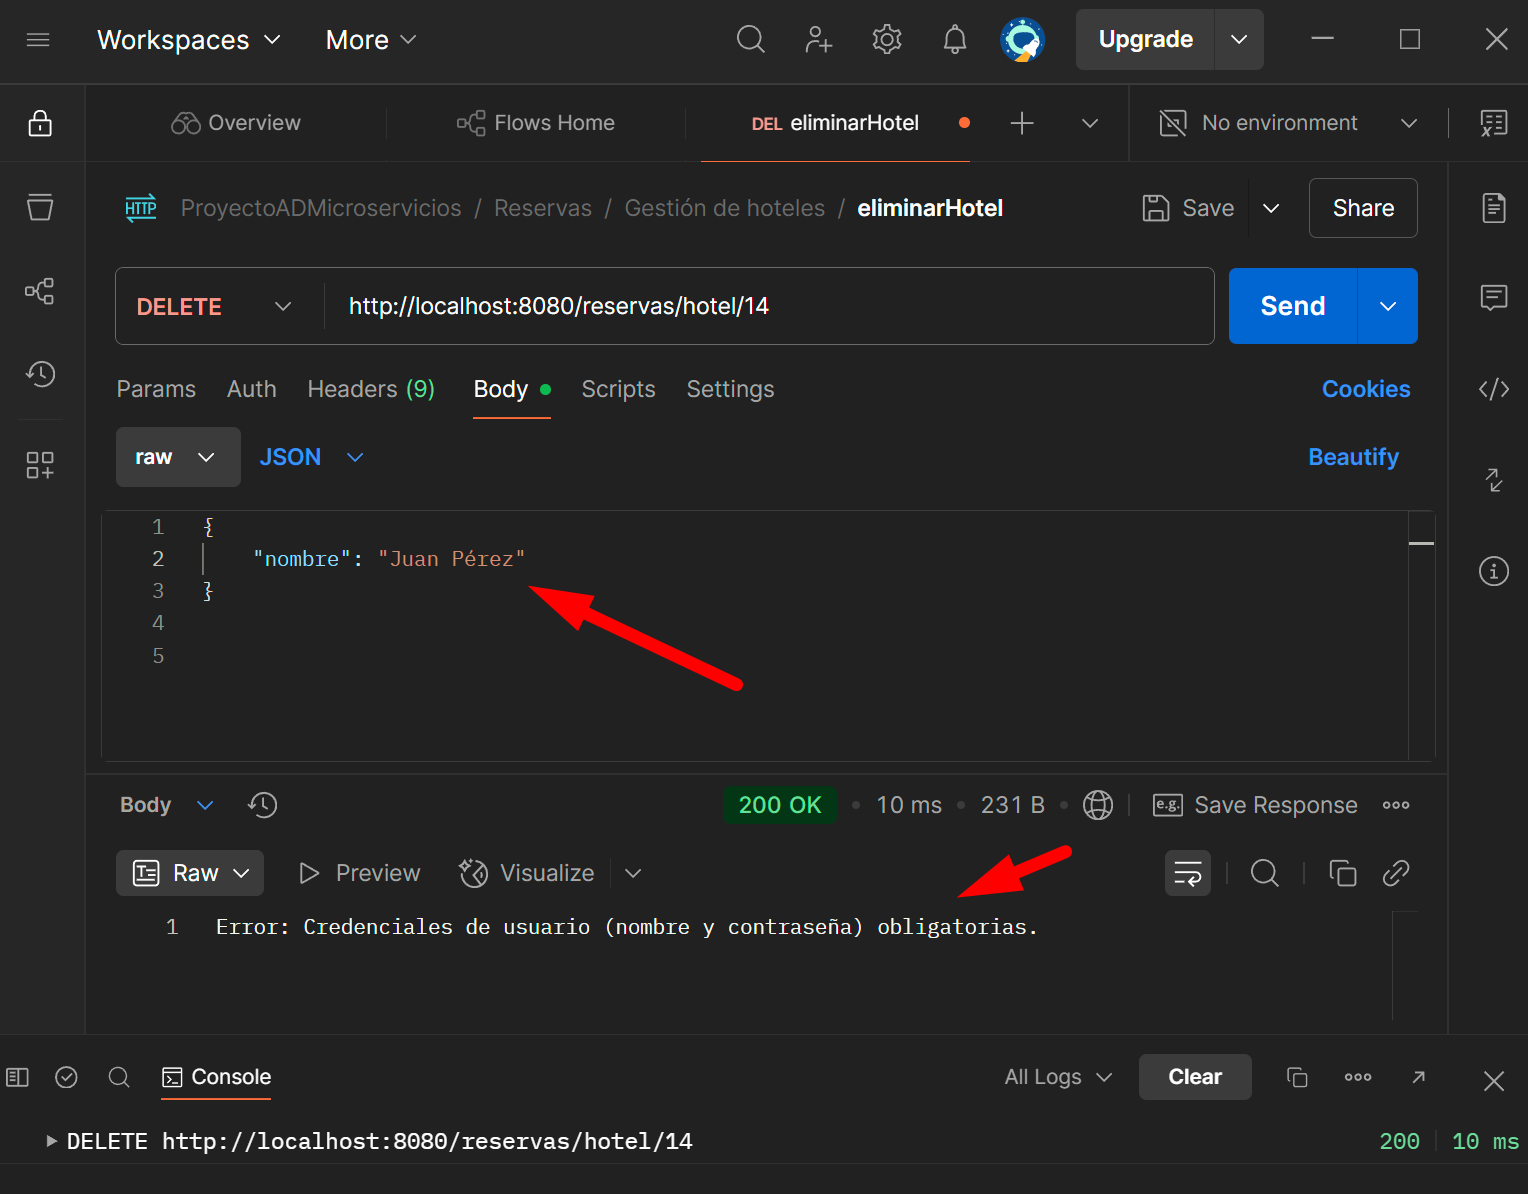 Workspaces More Upgrade
Overview Flows Home DEL eliminarHotel No environment
HTTP ProyectoADMicroservicios / Reservas / Gestión de hoteles / eliminarHotel Save Share
DELETE http://localhost:8080/reservas/hotel/14 Send
Params Auth Headers (9) Body Scripts Settings Cookies
raw JSON Beautify
1 {
2 "nombre": "Juan Pérez"
3 }
4
5
Body 200 OK 10 ms 231 B e.g. Save Response
Raw Preview Visualize
1 Error: Credenciales de usuario (nombre y contraseña) obligatorias.
Console All Logs Clear
DELETE http://localhost:8080/reservas/hotel/14 200 10 ms